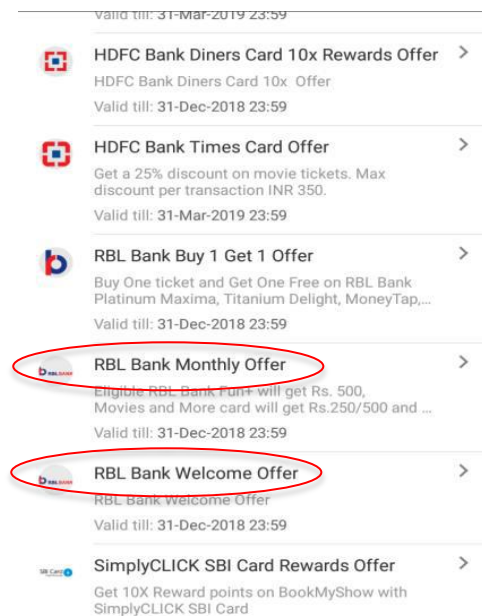 Valid till: 31-Mar-2019 23:59
HDFC Bank Diners Card 10x Rewards Offer
HDFC Bank Diners Card 10x Offer
Valid till: 31-Dec-2018 23:59
HDFC Bank Times Card Offer
Get a 25% discount on movie tickets. Max
discount per transaction INR 350.
Valid till: 31-Mar-2019 23:59
RBL Bank Buy 1 Get 1 Offer
Buy One ticket and Get One Free on RBL Bank
Platinum Maxima, Titanium Delight, MoneyTap,...
Valid till: 31-Dec-2018 23:59
RBL BANK
RBL Bank Monthly Offer
Eligible RBL Bank Fun+ will get Rs. 500,
Movies and More card will get Rs.250/500 and ...
Valid till: 31-Dec-2018 23:59
RBL BANK
RBL Bank Welcome Offer
RBL Bank Welcome Offer
Valid till: 31-Dec-2018 23:59
SBI Card
SimplyCLICK SBI Card Rewards Offer
Get 10X Reward points on BookMyShow with
SimplyCLICK SBI Card